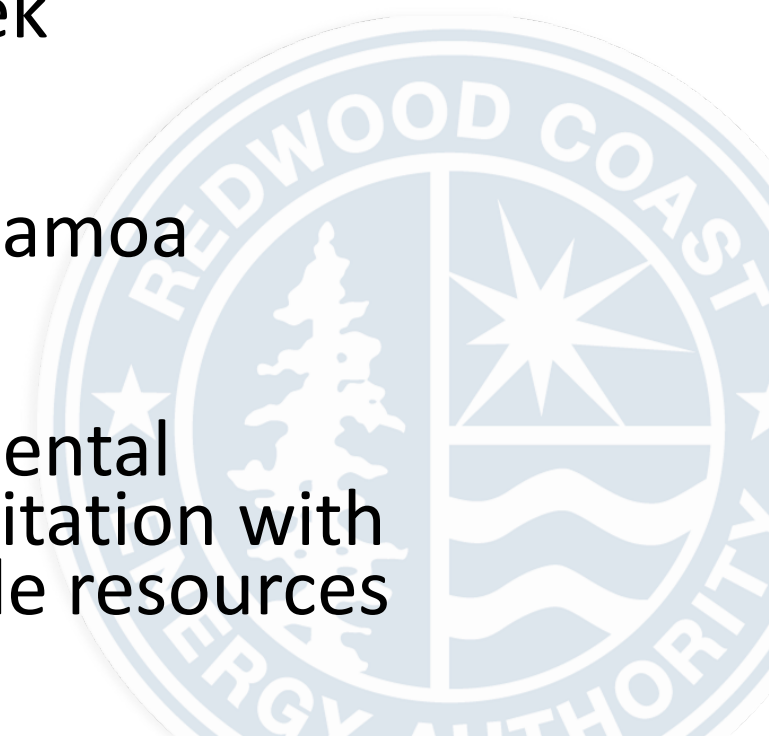 ek
amoa
ental
itation with
le resources
REDWOOD COAST
ENERGY AUTHORITY